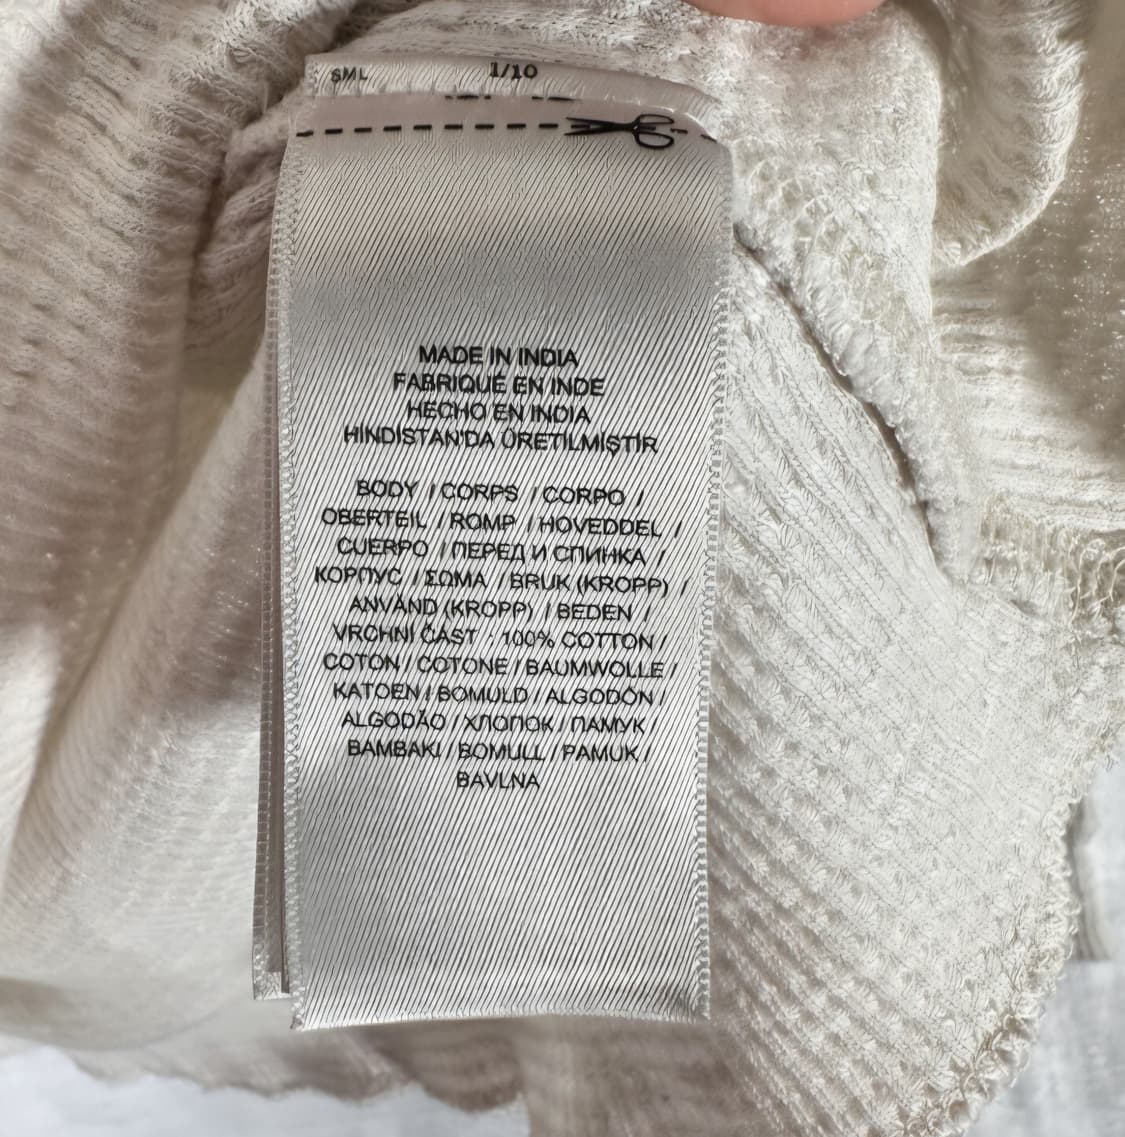 SML 1/10
MADE IN INDIA
FABRIQUÉ EN INDE
HECHO EN INDIA
HINDISTAN'DA ÜRETILMIŞTIR
BODY / CORPS / CORPO /
OBERTEIL / ROMP / HOVEDDEL /
CUERPO / ПЕРЕД И СПИНКА /
КОРПУС / ΣΩΜΑ / BRUK (KROPP) /
ANVÄND (KROPP) / BEDEN /
VRCHNÍ ČÁST : 100% COTTON /
COTON / COTONE / BAUMWOLLE /
KATOEN / BOMULD / ALGODÓN /
ALGODÃO / ХЛОПОК / ПАМУК /
ΒΑΜΒΑΚΙ / BOMULL / PAMUK /
BAVLNA